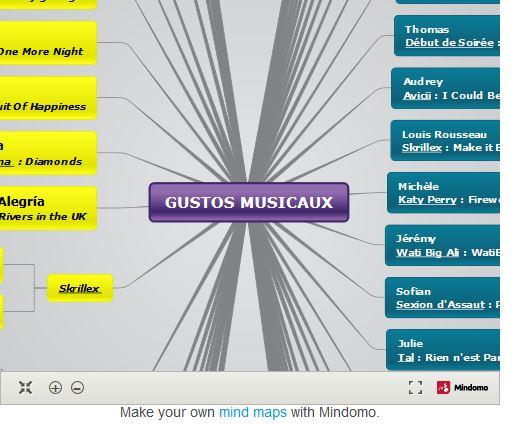 One More Night
uit Of Happiness
a
na : Diamonds
Alegría
Rivers in the UK
Skrillex
GUSTOS MUSICAUX
Thomas
Début de Soirée :
Audrey
Avicii : I Could Be
Louis Rousseau
Skrillex : Make it B
Michèle
Katy Perry : Firew
Jérémy
Wati Big Ali : WatiB
Sofian
Sexion d'Assaut : P
Julie
Tal : Rien n'est Par
Mindomo
Make your own mind maps with Mindomo.